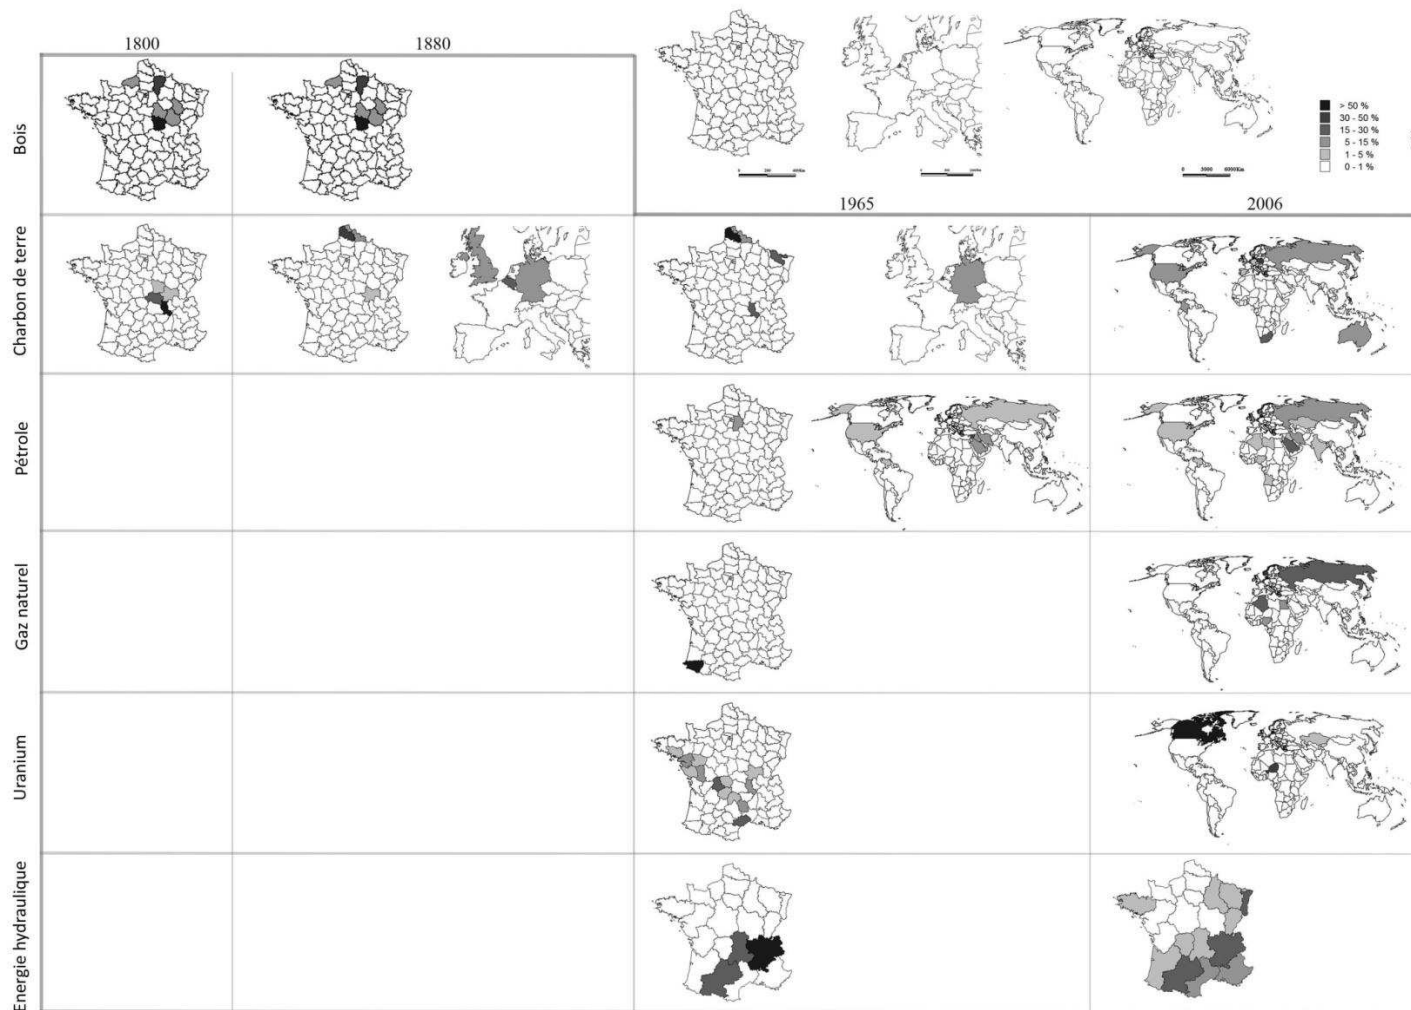 1800
1880
Bois
> 50 %
30 - 50 %
15 - 30 %
5 - 15 %
1 - 5 %
0 - 1 %
1965
2006
Charbon de terre
Pétrole
Gaz naturel
Uranium
Energie hydraulique